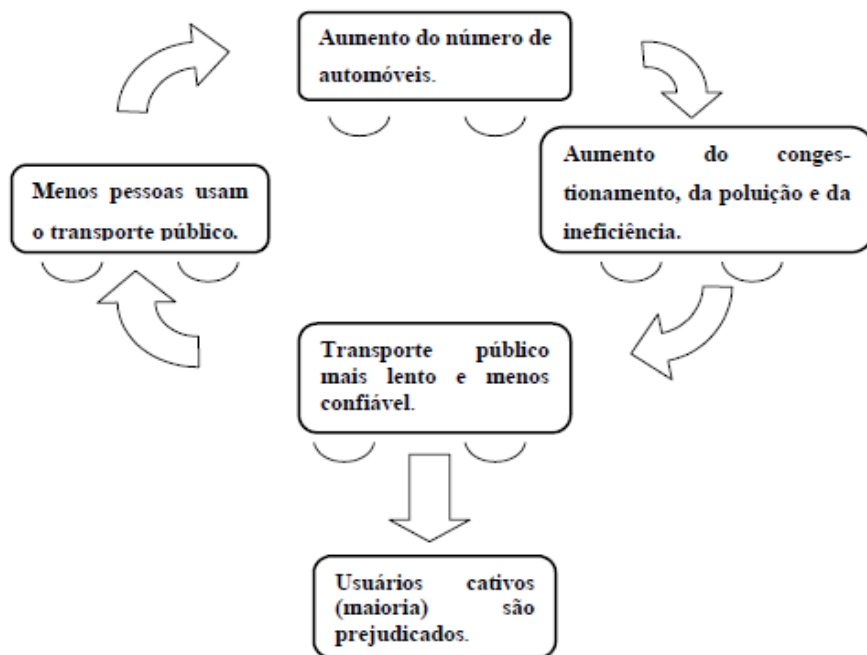 Aumento do número de
automóveis.
Aumento do conges-
tionamento, da poluição e da
ineficiência.
Transporte público
mais lento e menos
confiável.
Menos pessoas usam
o transporte público.
Usuários cativos
(maioria) são
prejudicados.